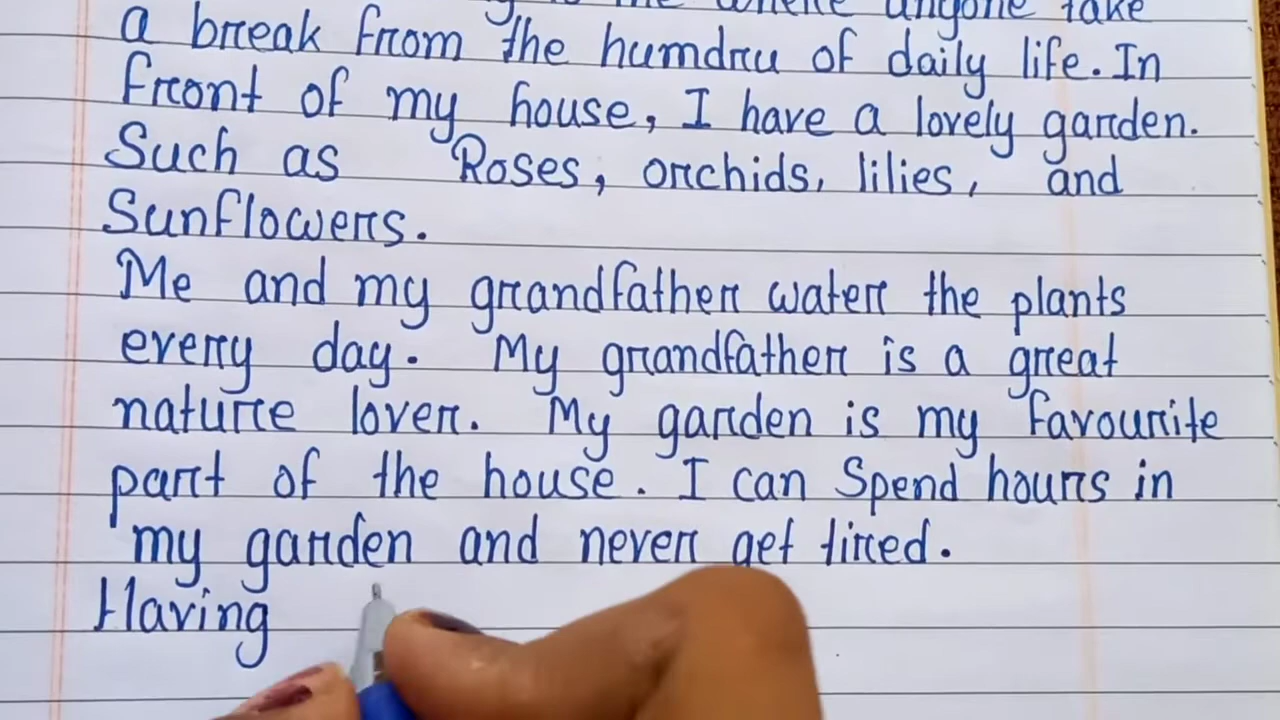 anyone take
a break from the humdru of daily life. In
front of my house, I have a lovely garden.
Such as Roses, orchids, lilies, and
Sunflowers.
Me and my grandfather water the plants
every day. My grandfather is a great
nature lover. My garden is my favourite
part of the house. I can Spend hours in
my garden and never get tired.
Having